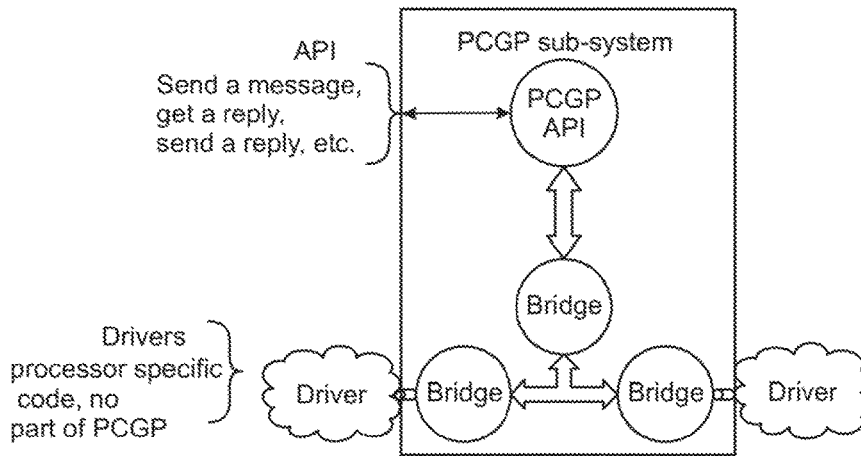 API
Send a message,
get a reply,
send a reply, etc.
PCGP sub-system
PCGP
API
Bridge
Drivers
processor specific
code, no
part of PCGP
Driver
Bridge
Bridge
Driver